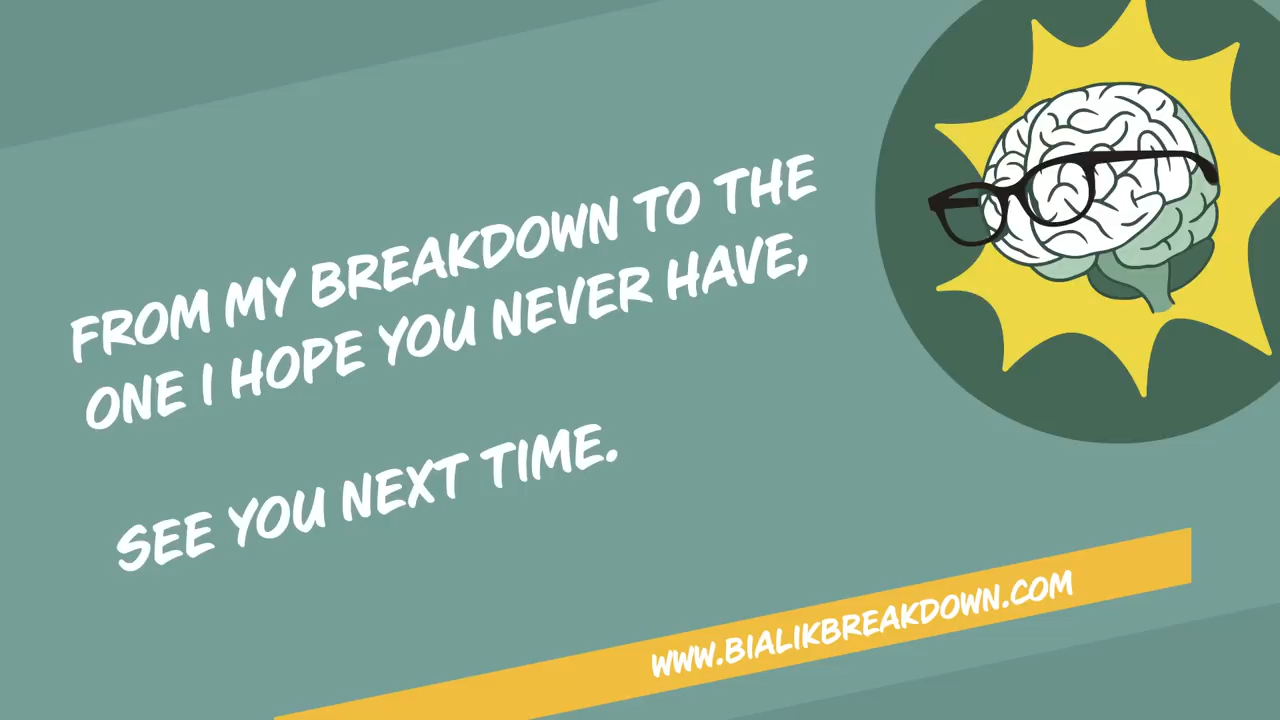 FROM MY BREAKDOWN TO THE
ONE I HOPE YOU NEVER HAVE,
SEE YOU NEXT TIME.
WWW.BIALIKBREAKDOWN.COM